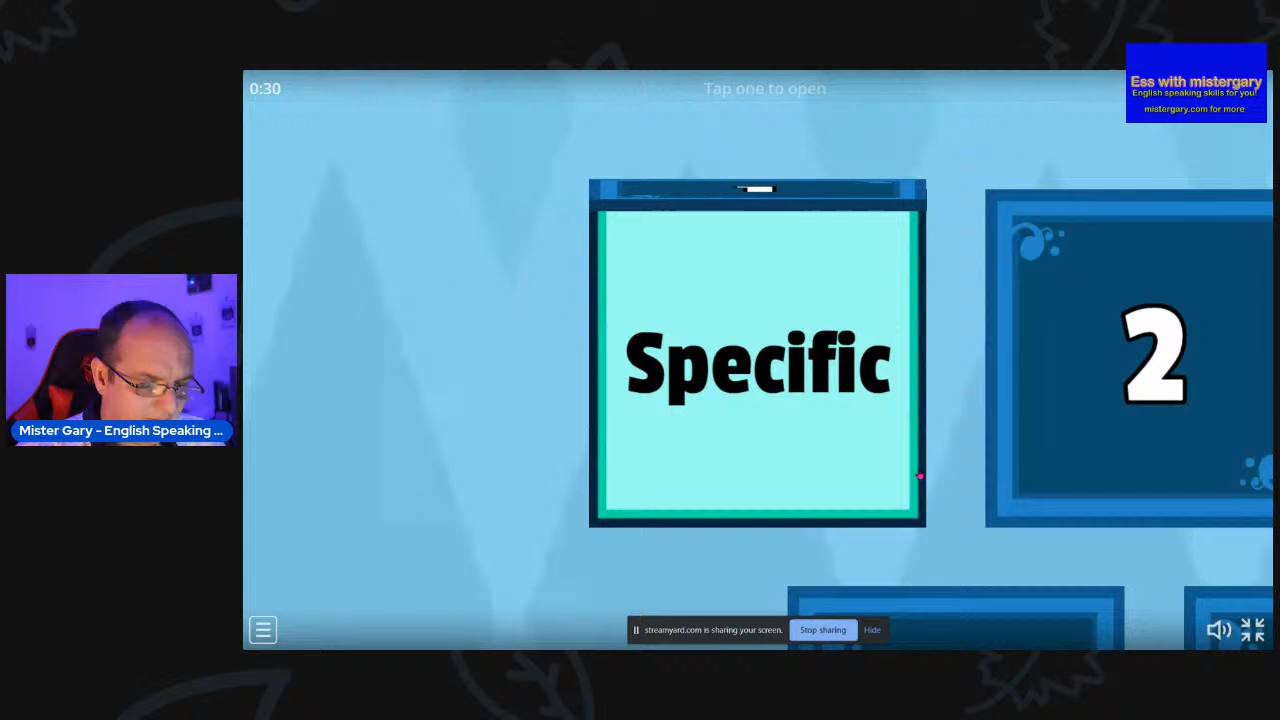 0:30
Tap one to open
Ess with mistergary
English speaking skills for you!
mistergary.com for more
Specific
2
Mister Gary - English Speaking ...
streamyard.com is sharing your screen.
Stop sharing
Hide